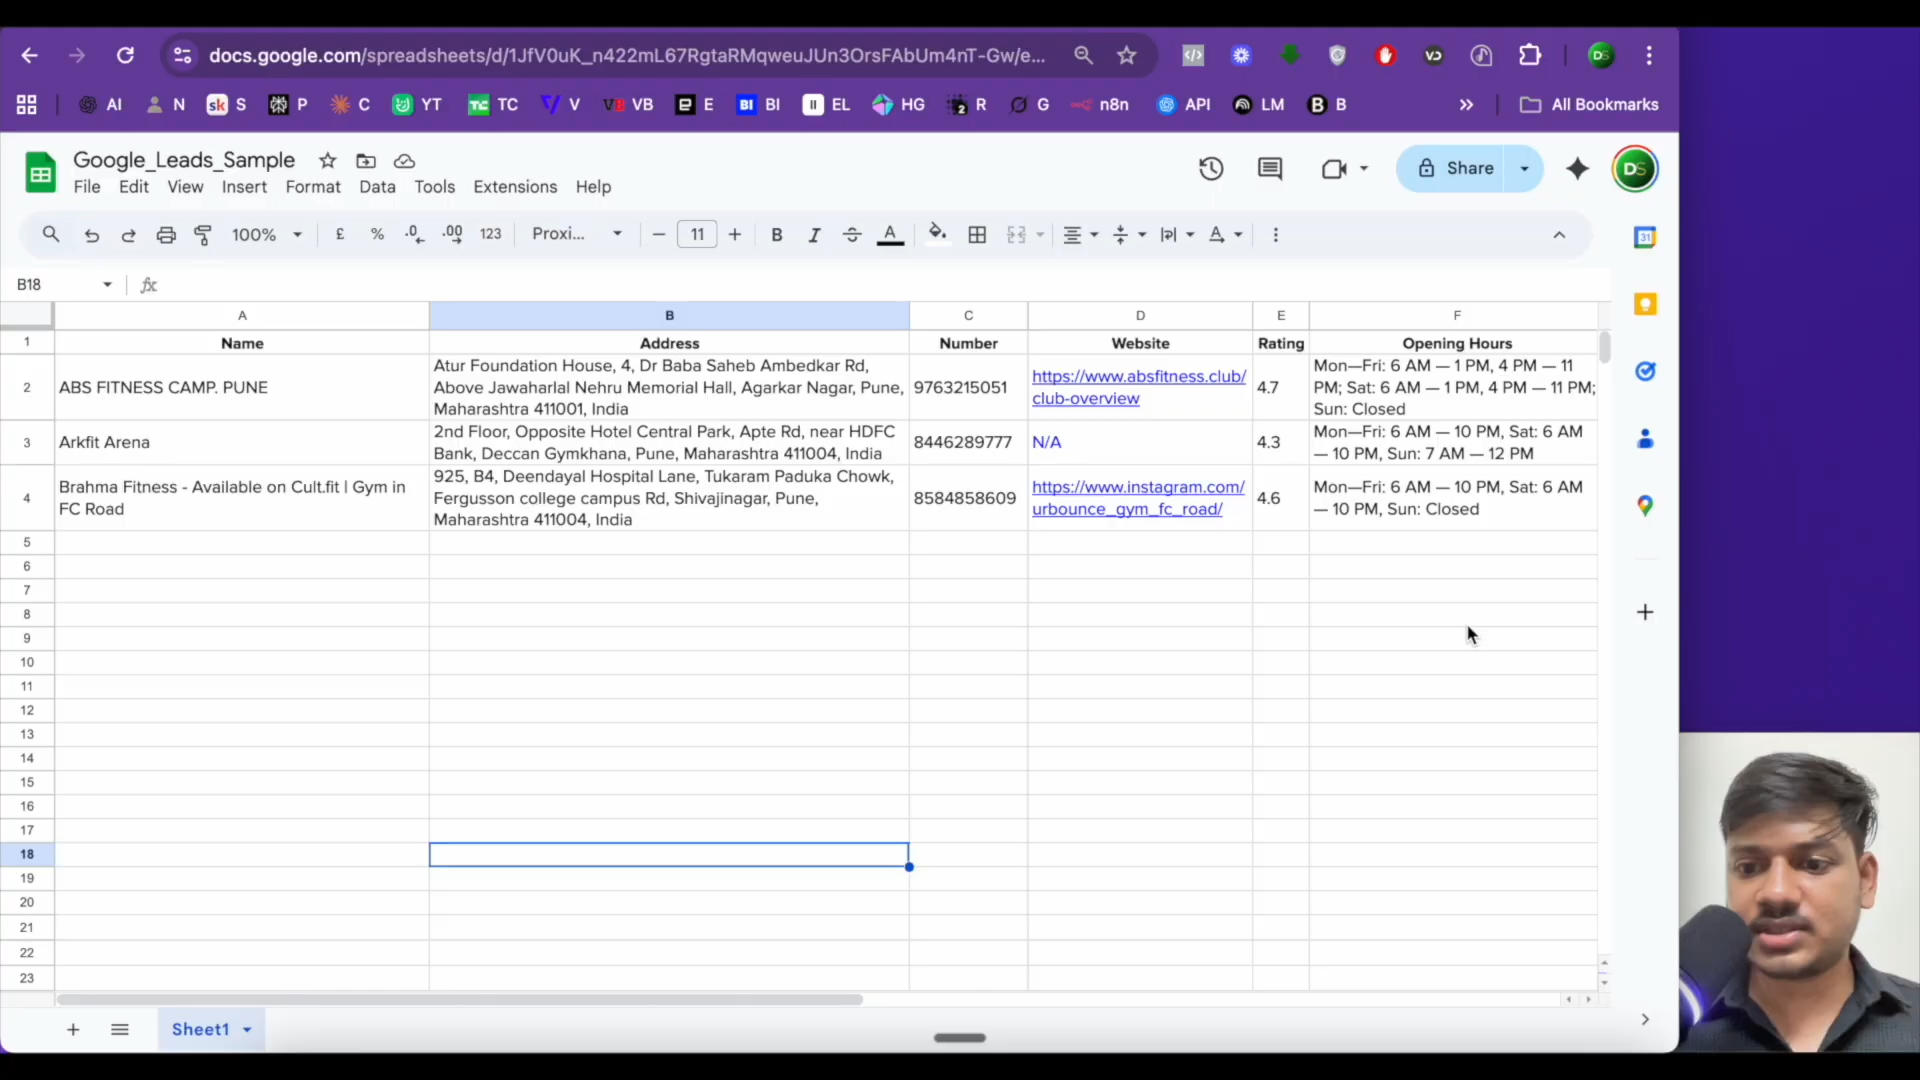 docs.google.com/spreadsheets/d/1JfV0uK_n422mL67RgtaRMqweuJUn3OrsFAbUm4nT-Gw/e...
DS
AI N sk S P C YT TC TC V VB VB E BI BI EL HG 2 R G n8n API LM B B » All Bookmarks
Google_Leads_Sample
File Edit View Insert Format Data Tools Extensions Help
Share
DS
100% £ % .0 .00 123 Proxi... — 11 + B I A
31
B18 fx
A B C D E F
1 Name Address Number Website Rating Opening Hours
2 ABS FITNESS CAMP. PUNE
Atur Foundation House, 4, Dr Baba Saheb Ambedkar Rd,
Above Jawaharlal Nehru Memorial Hall, Agarkar Nagar, Pune,
Maharashtra 411001, India
9763215051
https://www.absfitness.club/
club-overview
4.7
Mon—Fri: 6 AM — 1 PM, 4 PM — 11
PM; Sat: 6 AM — 1 PM, 4 PM — 11 PM;
Sun: Closed
3 Arkfit Arena
2nd Floor, Opposite Hotel Central Park, Apte Rd, near HDFC
Bank, Deccan Gymkhana, Pune, Maharashtra 411004, India
8446289777
N/A
4.3
Mon—Fri: 6 AM — 10 PM, Sat: 6 AM
— 10 PM, Sun: 7 AM — 12 PM
4 Brahma Fitness - Available on Cult.fit | Gym in
FC Road
925, B4, Deendayal Hospital Lane, Tukaram Paduka Chowk,
Fergusson college campus Rd, Shivajinagar, Pune,
Maharashtra 411004, India
8584858609
https://www.instagram.com/
urbounce_gym_fc_road/
4.6
Mon—Fri: 6 AM — 10 PM, Sat: 6 AM
— 10 PM, Sun: Closed
5
6
7
8
9
10
11
12
13
14
15
16
17
18
19
20
21
22
23
Sheet1